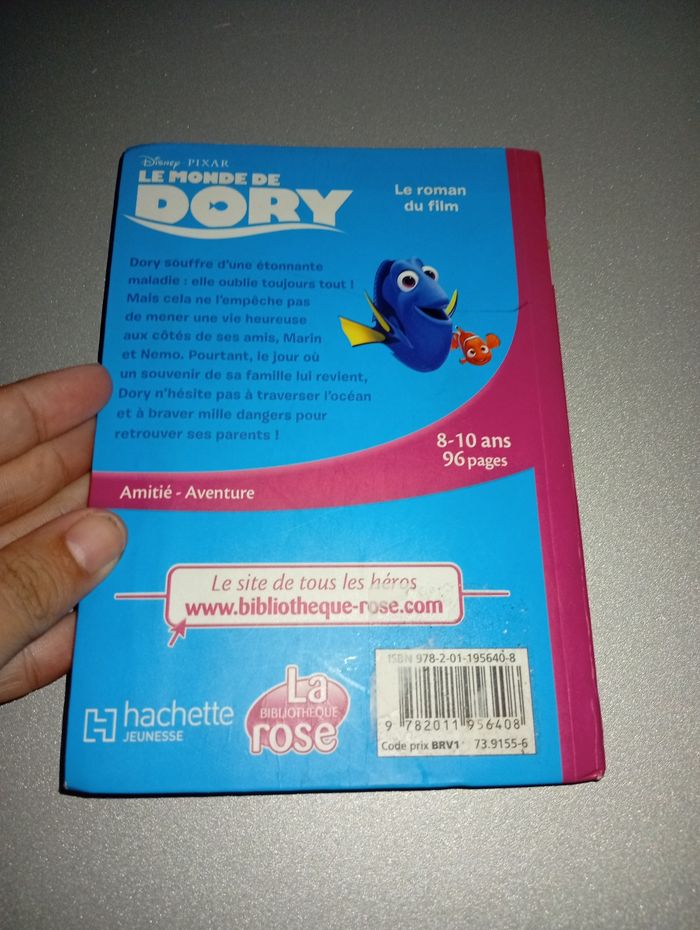 Disney PIXAR
LE MONDE DE
DORY
Le roman
du film
Dory souffre d'une étonnante
maladie : elle oublie toujours tout !
Mais cela ne l'empêche pas
de mener une vie heureuse
aux côtés de ses amis, Marin
et Nemo. Pourtant, le jour où
un souvenir de sa famille lui revient,
Dory n'hésite pas à traverser l'océan
et à braver mille dangers pour
retrouver ses parents !
8-10 ans
96 pages
Amitié - Aventure
Le site de tous les héros
www.bibliotheque-rose.com
hachette
JEUNESSE
La
BIBLIOTHÈQUE
rose
ISBN 978-2-01-195640-8
9 782011 956408
Code prix BRV1 73.9155-6